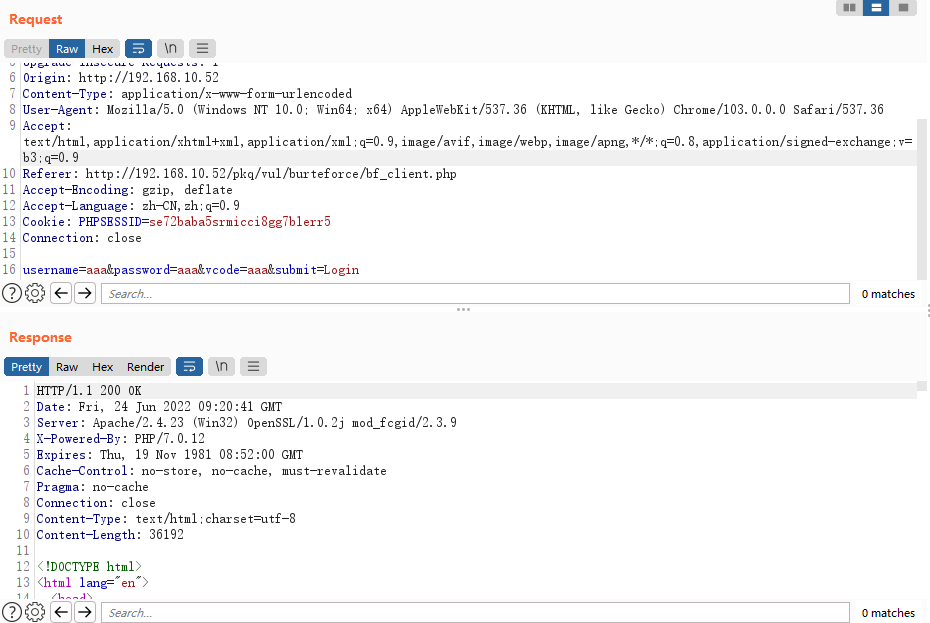 Request
Pretty Raw Hex \n
5 Upgrade-Insecure-Requests: 1
6 Origin: http://192.168.10.52
7 Content-Type: application/x-www-form-urlencoded
8 User-Agent: Mozilla/5.0 (Windows NT 10.0; Win64; x64) AppleWebKit/537.36 (KHTML, like Gecko) Chrome/103.0.0.0 Safari/537.36
9 Accept:
text/html,application/xhtml+xml,application/xml;q=0.9,image/avif,image/webp,image/apng,*/*;q=0.8,application/signed-exchange;v=
b3;q=0.9
10 Referer: http://192.168.10.52/pkq/vul/burteforce/bf_client.php
11 Accept-Encoding: gzip, deflate
12 Accept-Language: zh-CN,zh;q=0.9
13 Cookie: PHPSESSID=se72baba5srmicci8gg7blerr5
14 Connection: close
15
16 username=aaa&password=aaa&vcode=aaa&submit=Login
? Search... 0 matches
Response
Pretty Raw Hex Render \n
1 HTTP/1.1 200 OK
2 Date: Fri, 24 Jun 2022 09:20:41 GMT
3 Server: Apache/2.4.23 (Win32) OpenSSL/1.0.2j mod_fcgid/2.3.9
4 X-Powered-By: PHP/7.0.12
5 Expires: Thu, 19 Nov 1981 08:52:00 GMT
6 Cache-Control: no-store, no-cache, must-revalidate
7 Pragma: no-cache
8 Connection: close
9 Content-Type: text/html;charset=utf-8
10 Content-Length: 36192
11
12 <!DOCTYPE html>
13 <html lang="en">
14 <head>
? Search... 0 matches